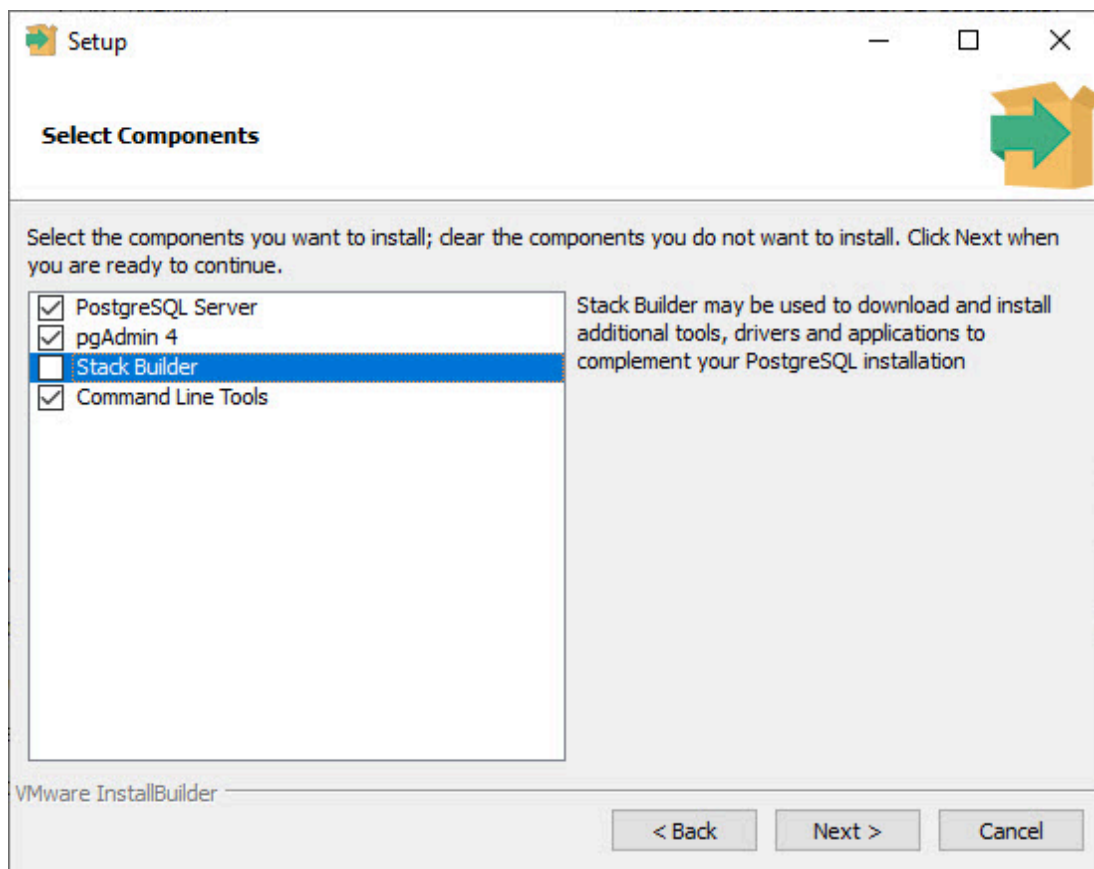 Setup
Select Components
Select the components you want to install; clear the components you do not want to install. Click Next when
you are ready to continue.
PostgreSQL Server
pgAdmin 4
Stack Builder
Command Line Tools
Stack Builder may be used to download and install
additional tools, drivers and applications to
complement your PostgreSQL installation
VMware InstallBuilder
< Back
Next >
Cancel